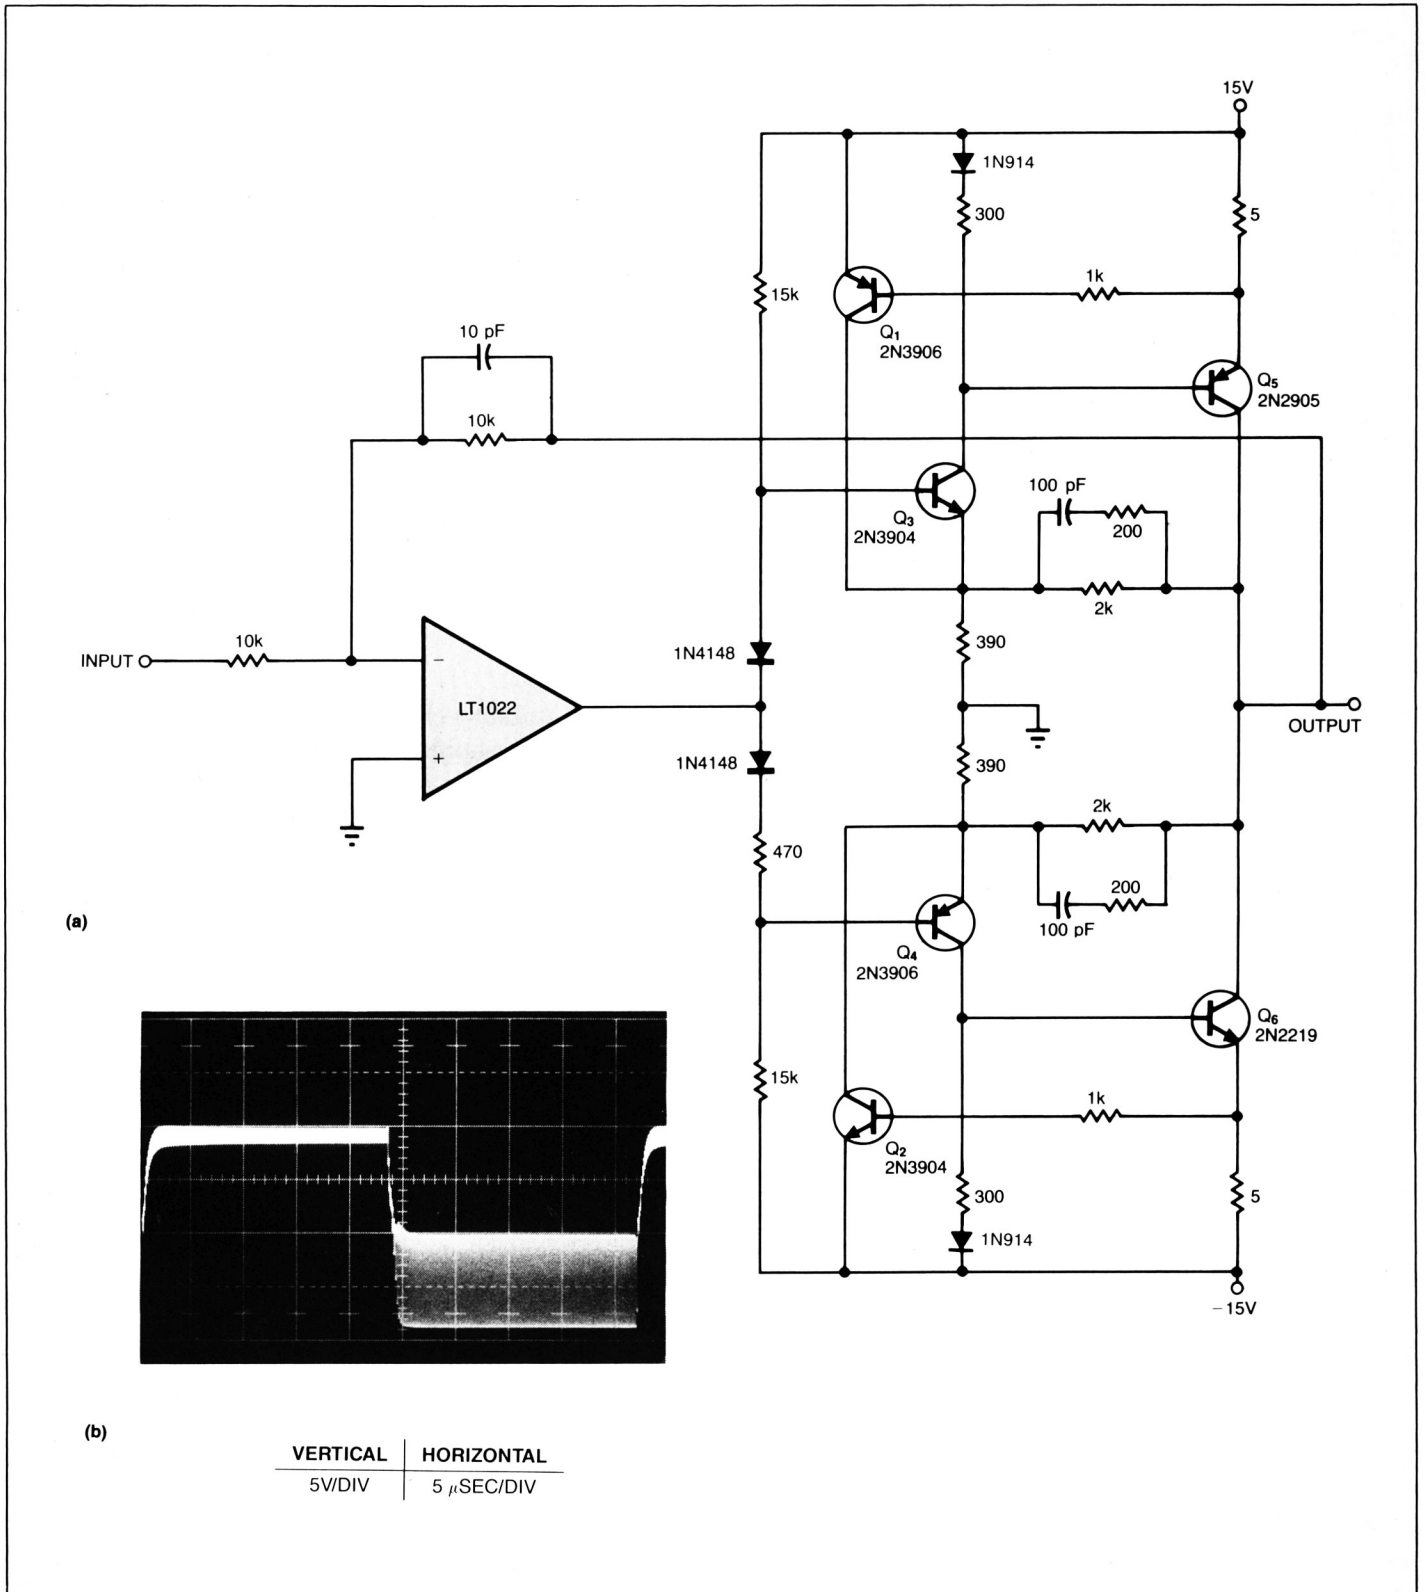 15V
1N914
300
5
15k
1k
Q₁
2N3906
10 pF
Q₅
2N2905
10k
100 pF
200
Q₃
2N3904
2k
390
10k
1N4148
INPUT
−
LT1022
OUTPUT
+
390
1N4148
2k
470
200
100 pF
(a)
Q₄
2N3906
Q₆
2N2219
15k
1k
Q₂
2N3904
300
5
1N914
−15V
(b)
VERTICAL HORIZONTAL
5V/DIV 5 μSEC/DIV